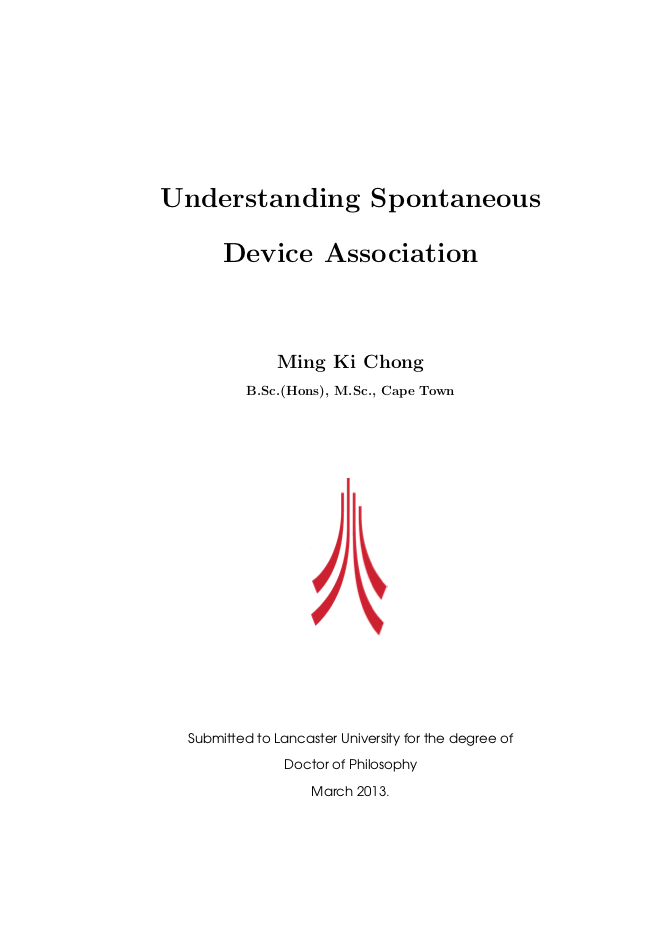 Understanding Spontaneous
Device Association
Ming Ki Chong
B.Sc.(Hons), M.Sc., Cape Town
Submitted to Lancaster University for the degree of
Doctor of Philosophy
March 2013.